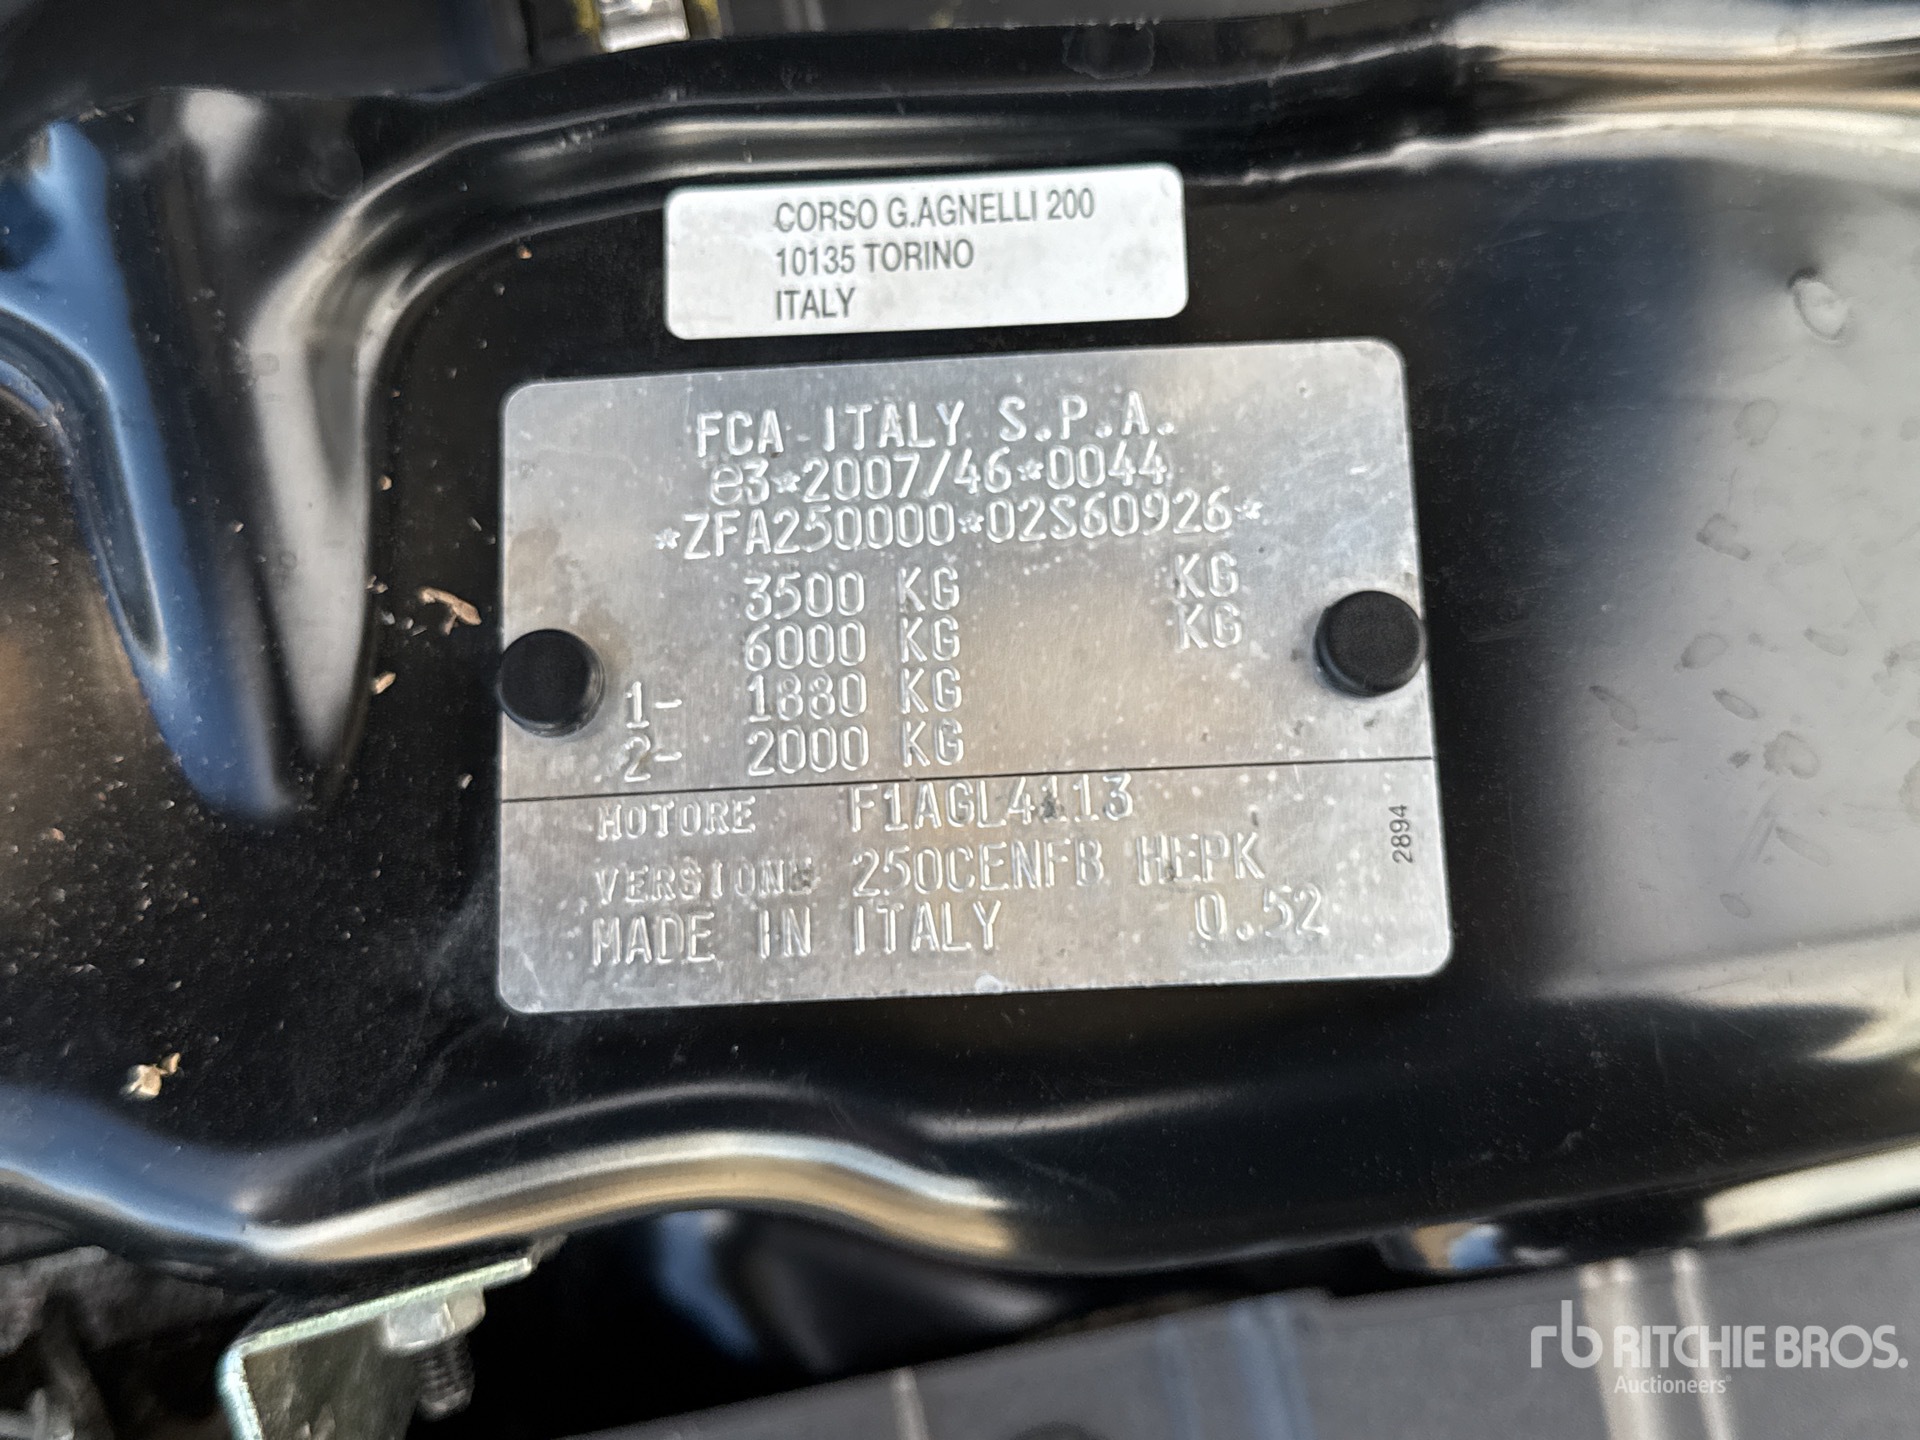 CORSO G.AGNELLI 200
10135 TORINO
ITALY
FCA ITALY S.P.A.
e3*2007/46*0044
*ZFA250000*02S60926*
3500 KG KG
6000 KG KG
1- 1880 KG
2- 2000 KG
MOTORE F1AGL4113
VERSIONE 250CENFB HEPK
MADE IN ITALY 0.52
2894
rb RITCHIE BROS.
Auctioneers